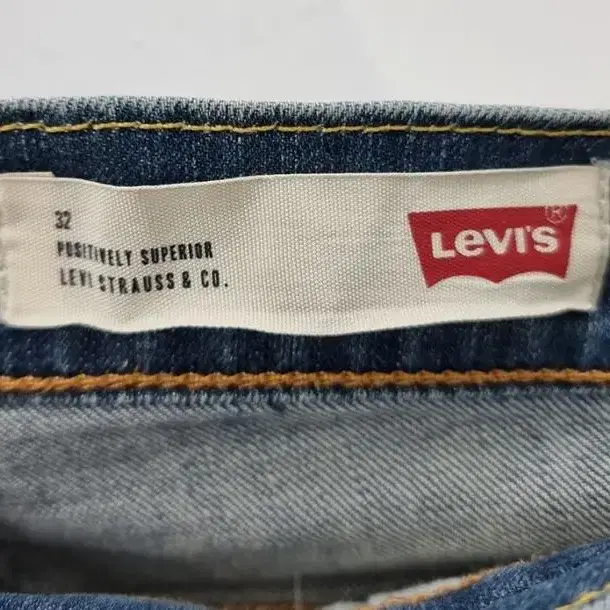 32
POSITIVELY SUPERIOR
LEVI STRAUSS & CO.
LEVI'S®